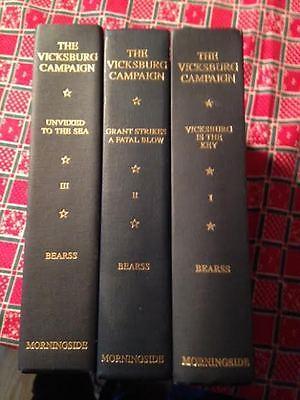 THE
VICKSBURG
CAMPAIGN
UNVEXED
TO THE SEA
III
BEARSS
MORNINGSIDE
THE
VICKSBURG
CAMPAIGN
GRANT STRIKES
A FATAL BLOW
II
BEARSS
MORNINGSIDE
THE
VICKSBURG
CAMPAIGN
VICKSBURG
IS THE
KEY
I
BEARSS
MORNINGSIDE